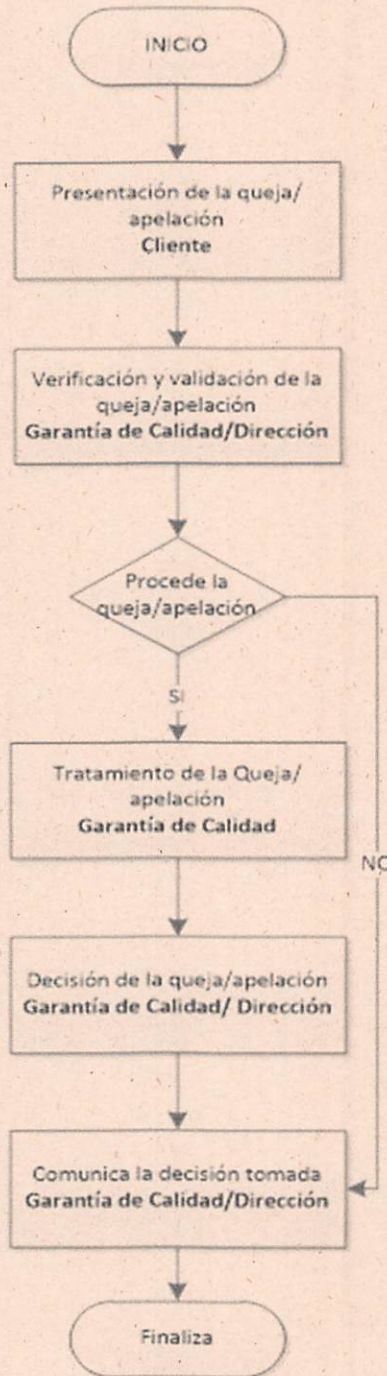 INICIO
Presentación de la queja/
apelación
Cliente
Verificación y validación de la
queja/apelación
Garantía de Calidad/Dirección
Procede la
queja/apelación
SI
Tratamiento de la Queja/
apelación
Garantía de Calidad
NO
Decisión de la queja/apelación
Garantía de Calidad/ Dirección
Comunica la decisión tomada
Garantía de Calidad/Dirección
Finaliza